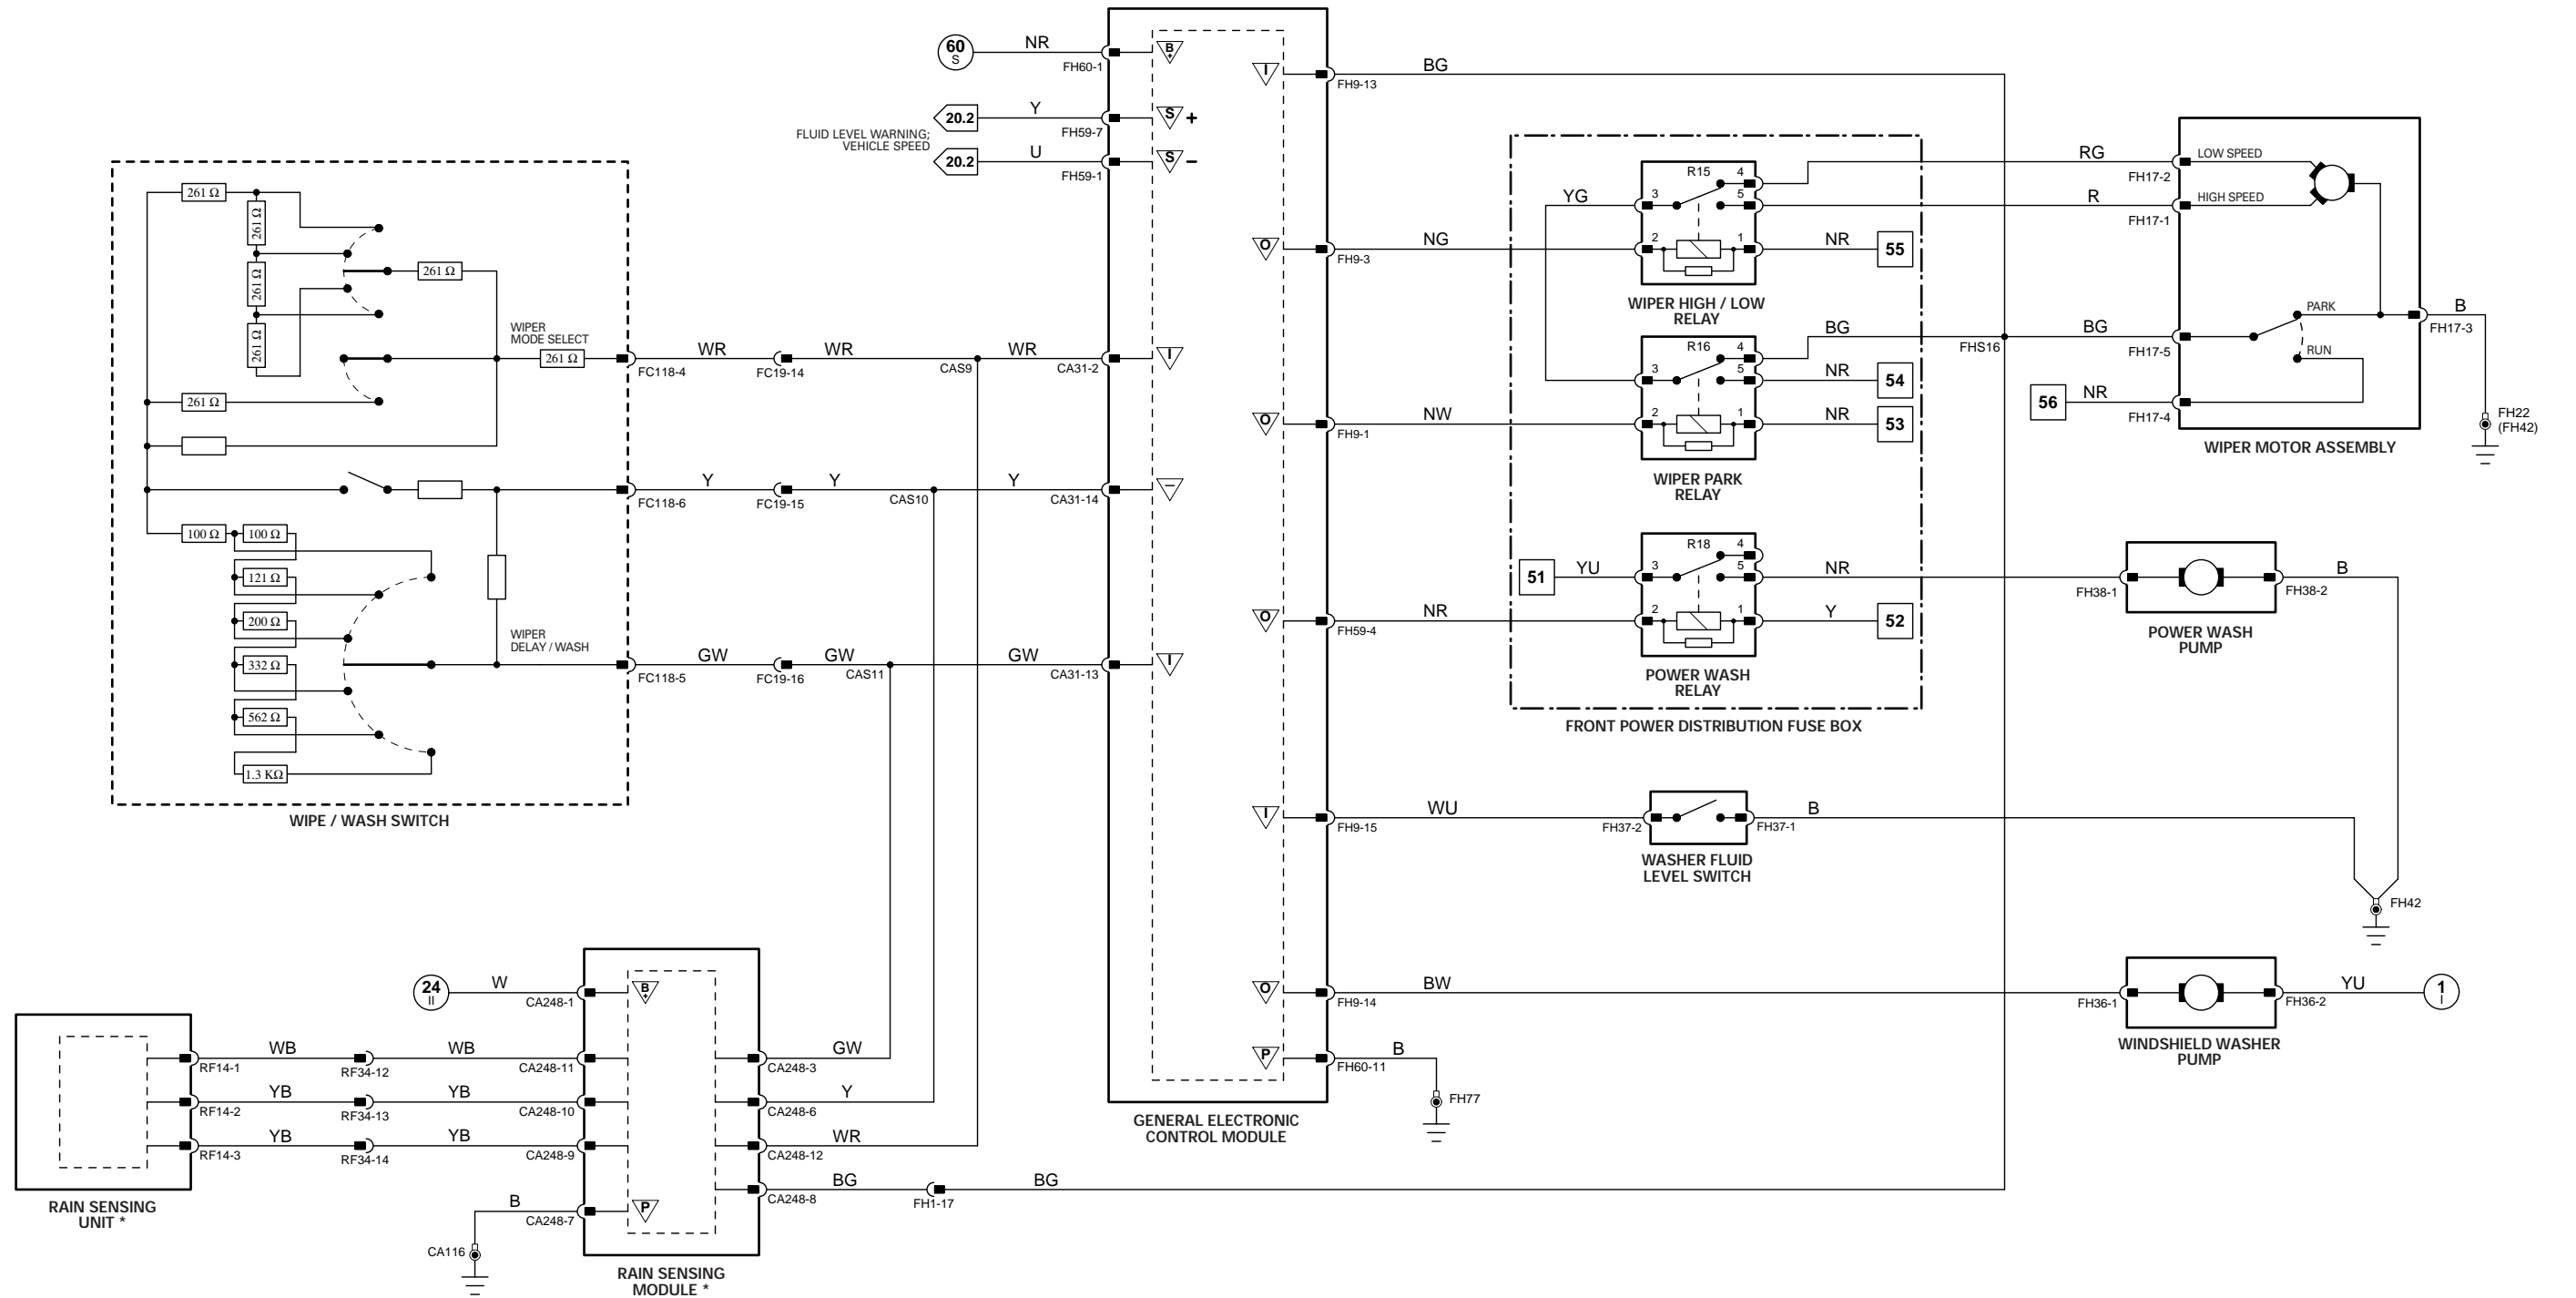 60
S
NR
FH60-1
B
+
I
FH9-13
BG
20.2
Y
FH59-7
S
+
FLUID LEVEL WARNING;
VEHICLE SPEED
20.2
U
FH59-1
S
–
261 Ω
261 Ω
261 Ω
261 Ω
261 Ω
WIPER
MODE SELECT
261 Ω
261 Ω
FC118-4
WR
FC19-14
WR
CAS9
WR
CA31-2
I
FC118-6
Y
FC19-15
Y
CAS10
Y
CA31-14
–
100 Ω
100 Ω
121 Ω
200 Ω
332 Ω
562 Ω
1.3 KΩ
WIPER
DELAY / WASH
FC118-5
GW
FC19-16
GW
CAS11
GW
CA31-13
I
WIPE / WASH SWITCH
O
FH9-3
NG
O
FH9-1
NW
O
FH59-4
NR
I
FH9-15
WU
O
FH9-14
BW
P
FH60-11
B
FH77
GENERAL ELECTRONIC
CONTROL MODULE
YG
R15
3
4
5
2
1
NR
55
WIPER HIGH / LOW
RELAY
R16
3
4
5
2
1
BG
NR
54
NR
53
WIPER PARK
RELAY
51
YU
R18
3
4
5
2
1
NR
Y
52
POWER WASH
RELAY
FRONT POWER DISTRIBUTION FUSE BOX
RG
FH17-2
LOW SPEED
R
FH17-1
HIGH SPEED
FHS16
BG
FH17-5
PARK
RUN
56
NR
FH17-4
B
FH17-3
FH22
(FH42)
WIPER MOTOR ASSEMBLY
FH38-1
FH38-2
B
POWER WASH
PUMP
FH37-2
FH37-1
B
WASHER FLUID
LEVEL SWITCH
FH42
FH36-1
FH36-2
YU
1
I
WINDSHIELD WASHER
PUMP
24
II
W
CA248-1
B
+
RF14-1
WB
RF34-12
WB
CA248-11
RF14-2
YB
RF34-13
YB
CA248-10
RF14-3
YB
RF34-14
YB
CA248-9
RAIN SENSING
UNIT *
B
CA248-7
P
CA116
CA248-3
GW
CA248-6
Y
CA248-12
WR
CA248-8
BG
FH1-17
BG
RAIN SENSING
MODULE *